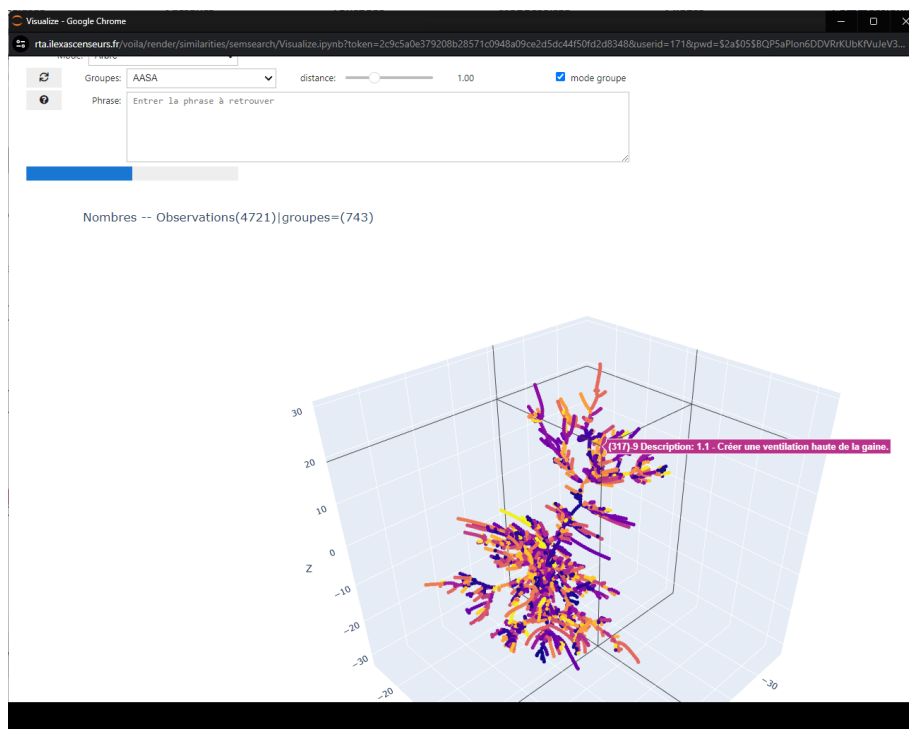 Visualize - Google Chrome
rta.ilexascenseurs.fr/voila/render/similarities/semsearch/Visualize.ipynb?token=2c9c5a0e379208b28571c0948a09ce2d5dc44f50fd2d8348&userid=171&pwd=$2a$05$BQP5aPIon6DDVRrKUbKfVuJeV3...
Mode: Arbre
Groupes: AASA distance: 1.00 mode groupe
Phrase: Entrer la phrase à retrouver
Nombres -- Observations(4721)|groupes=(743)
30
(317)-9 Description: 1.1 - Créer une ventilation haute de la gaine.
20
10
0
Z
−10
−20
−30
−20
−30